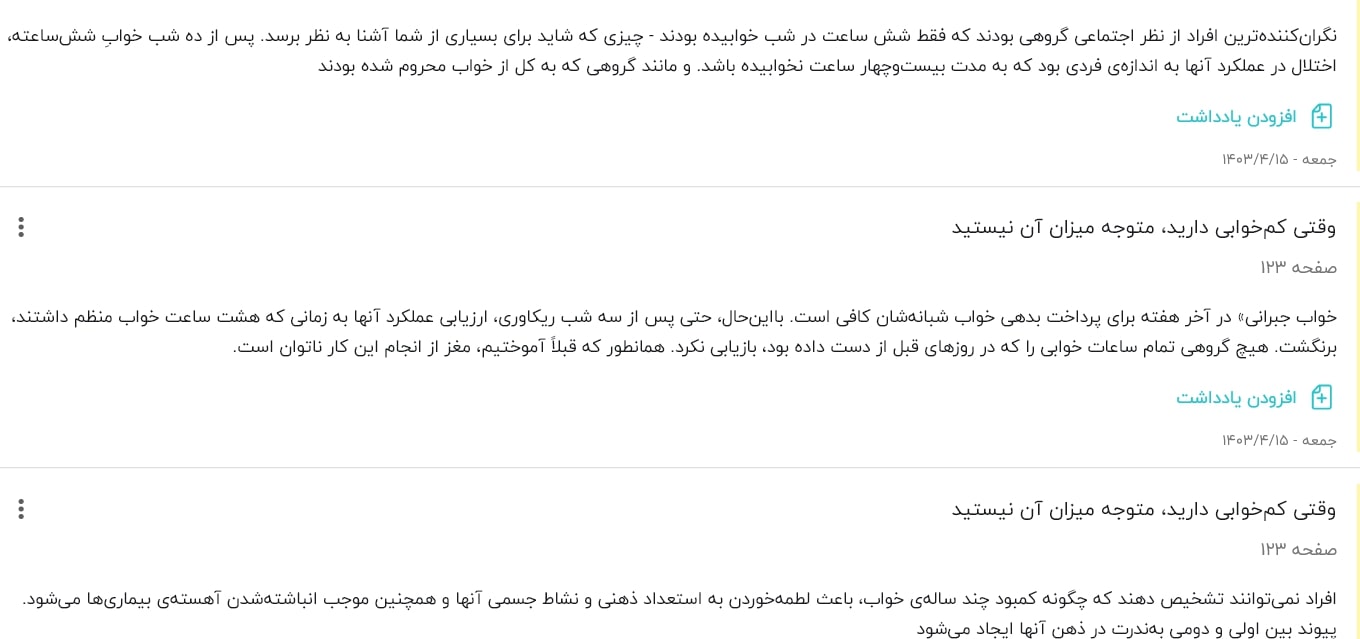 نگران‌کننده‌ترین افراد از نظر اجتماعی گروهی بودند که فقط شش ساعت در شب خوابیده بودند - چیزی که شاید برای بسیاری از شما آشنا به نظر برسد. پس از ده شب خوابِ شش‌ساعته،
اختلال در عملکرد آنها به اندازه‌ی فردی بود که به مدت بیست‌وچهار ساعت نخوابیده باشد. و مانند گروهی که به کل از خواب محروم شده بودند
افزودن یادداشت
جمعه - ۱۴۰۳/۴/۱۵
وقتی کم‌خوابی دارید، متوجه میزان آن نیستید
صفحه ۱۲۳
خواب جبرانی» در آخر هفته برای پرداخت بدهی خواب شبانه‌شان کافی است. بااین‌حال، حتی پس از سه شب ریکاوری، ارزیابی عملکرد آنها به زمانی که هشت ساعت خواب منظم داشتند،
برنگشت. هیچ گروهی تمام ساعات خوابی را که در روزهای قبل از دست داده بود، بازیابی نکرد. همانطور که قبلاً آموختیم، مغز از انجام این کار ناتوان است.
افزودن یادداشت
جمعه - ۱۴۰۳/۴/۱۵
وقتی کم‌خوابی دارید، متوجه میزان آن نیستید
صفحه ۱۲۳
افراد نمی‌توانند تشخیص دهند که چگونه کمبود چند ساله‌ی خواب، باعث لطمه‌خوردن به استعداد ذهنی و نشاط جسمی آنها و همچنین موجب انباشته‌شدن آهسته‌ی بیماری‌ها می‌شود.
پیوند بین اولی و دومی به‌ندرت در ذهن آنها ایجاد می‌شود